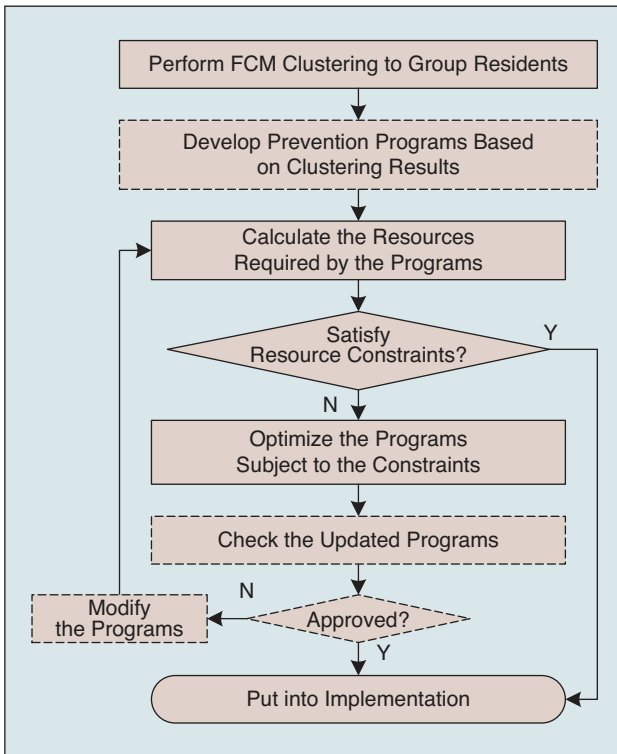 Perform FCM Clustering to Group Residents
Develop Prevention Programs Based
on Clustering Results
Calculate the Resources
Required by the Programs
Satisfy
Resource Constraints?
Y
N
Optimize the Programs
Subject to the Constraints
Check the Updated Programs
N
Modify
the Programs
Approved?
Y
Put into Implementation